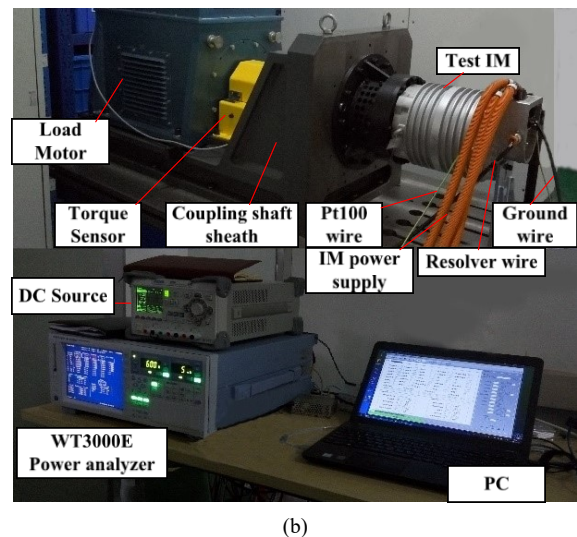 Test IM
Load
Motor
Torque
Sensor
Coupling shaft
sheath
Pt100
wire
Ground
wire
IM power
supply
Resolver wire
DC Source
WT3000E
Power analyzer
PC
(b)